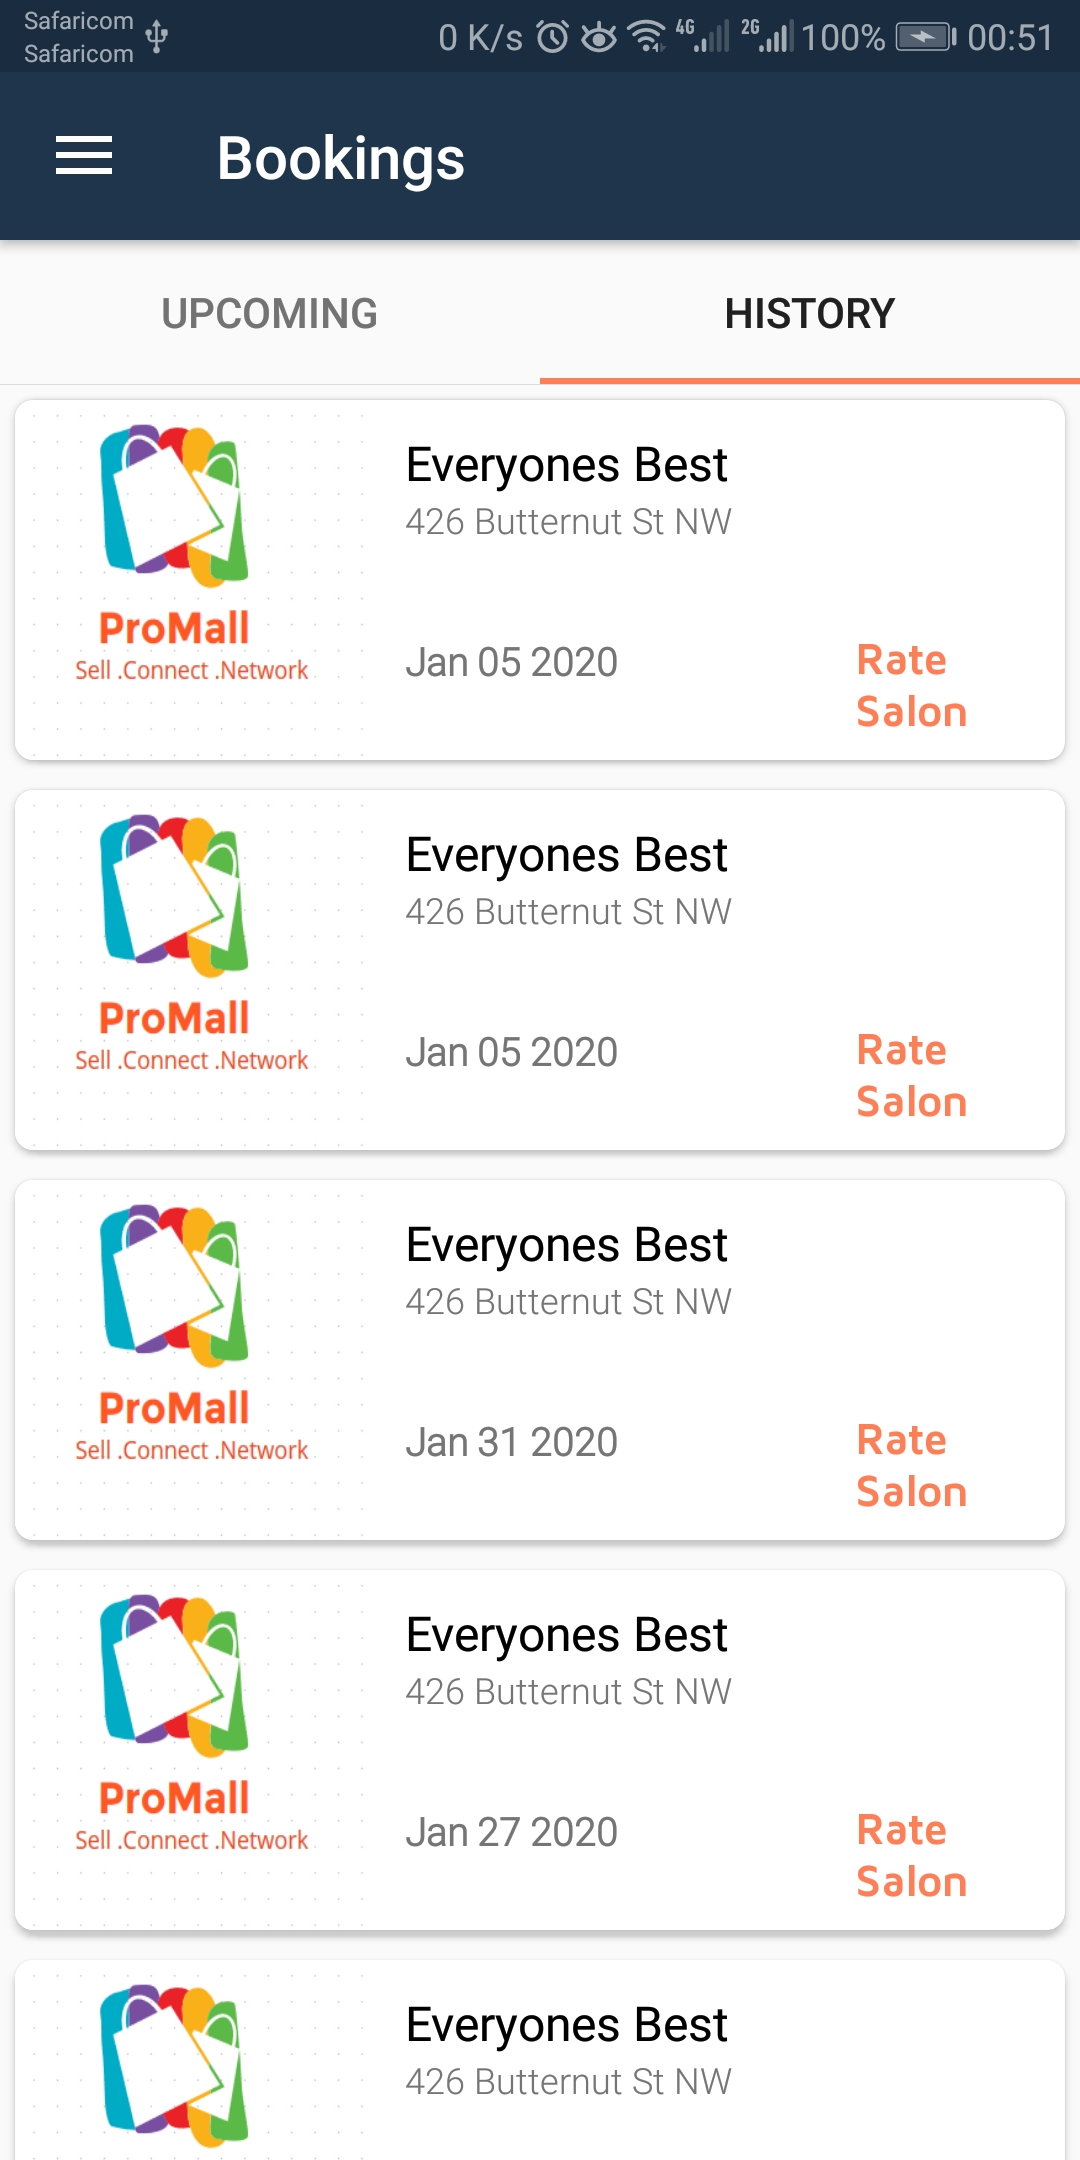 Safaricom
Safaricom
0 K/s 4G 2G 100% 00:51
Bookings
UPCOMING HISTORY
Everyones Best
426 Butternut St NW
ProMall
Sell .Connect .Network
Jan 05 2020
Rate
Salon
Everyones Best
426 Butternut St NW
ProMall
Sell .Connect .Network
Jan 05 2020
Rate
Salon
Everyones Best
426 Butternut St NW
ProMall
Sell .Connect .Network
Jan 31 2020
Rate
Salon
Everyones Best
426 Butternut St NW
ProMall
Sell .Connect .Network
Jan 27 2020
Rate
Salon
Everyones Best
426 Butternut St NW